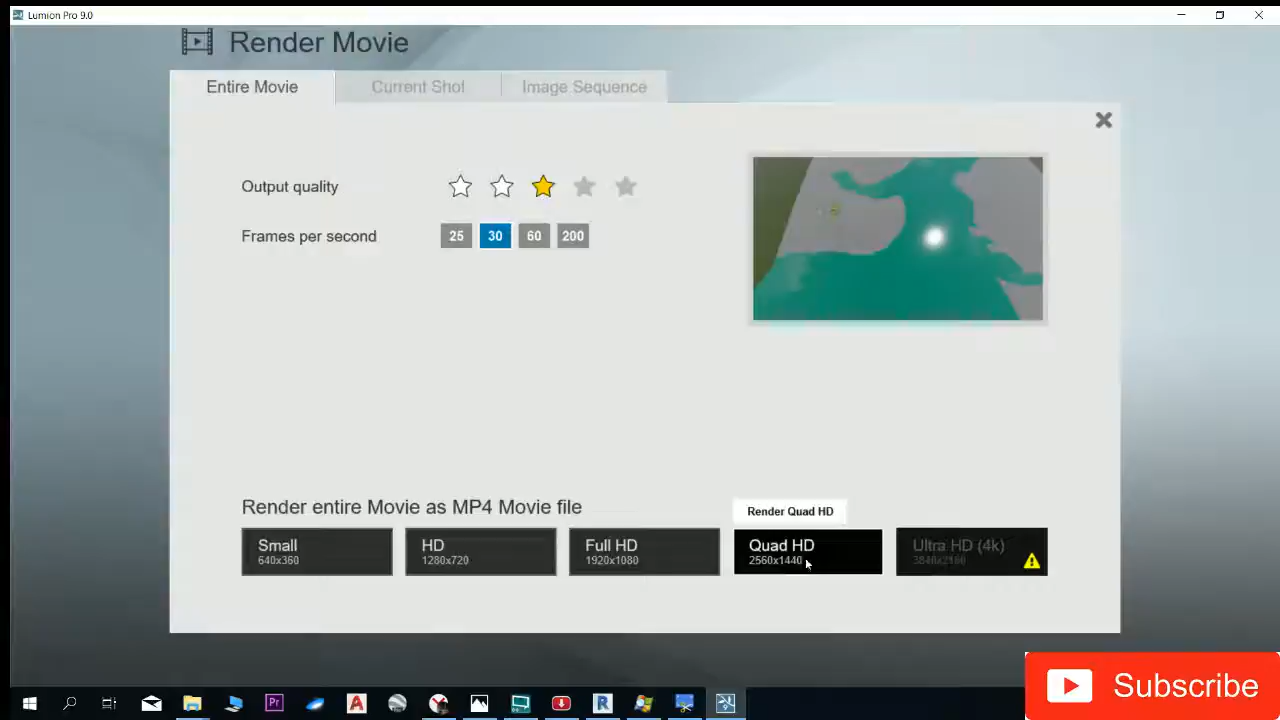 Lumion Pro 9.0
Render Movie
Entire Movie
Current Shot
Image Sequence
Output quality
Frames per second
25
30
60
200
Render entire Movie as MP4 Movie file
Render Quad HD
Small
640x360
HD
1280x720
Full HD
1920x1080
Quad HD
2560x1440
Ultra HD (4k)
3840x2160
Pr
A
R
Subscribe